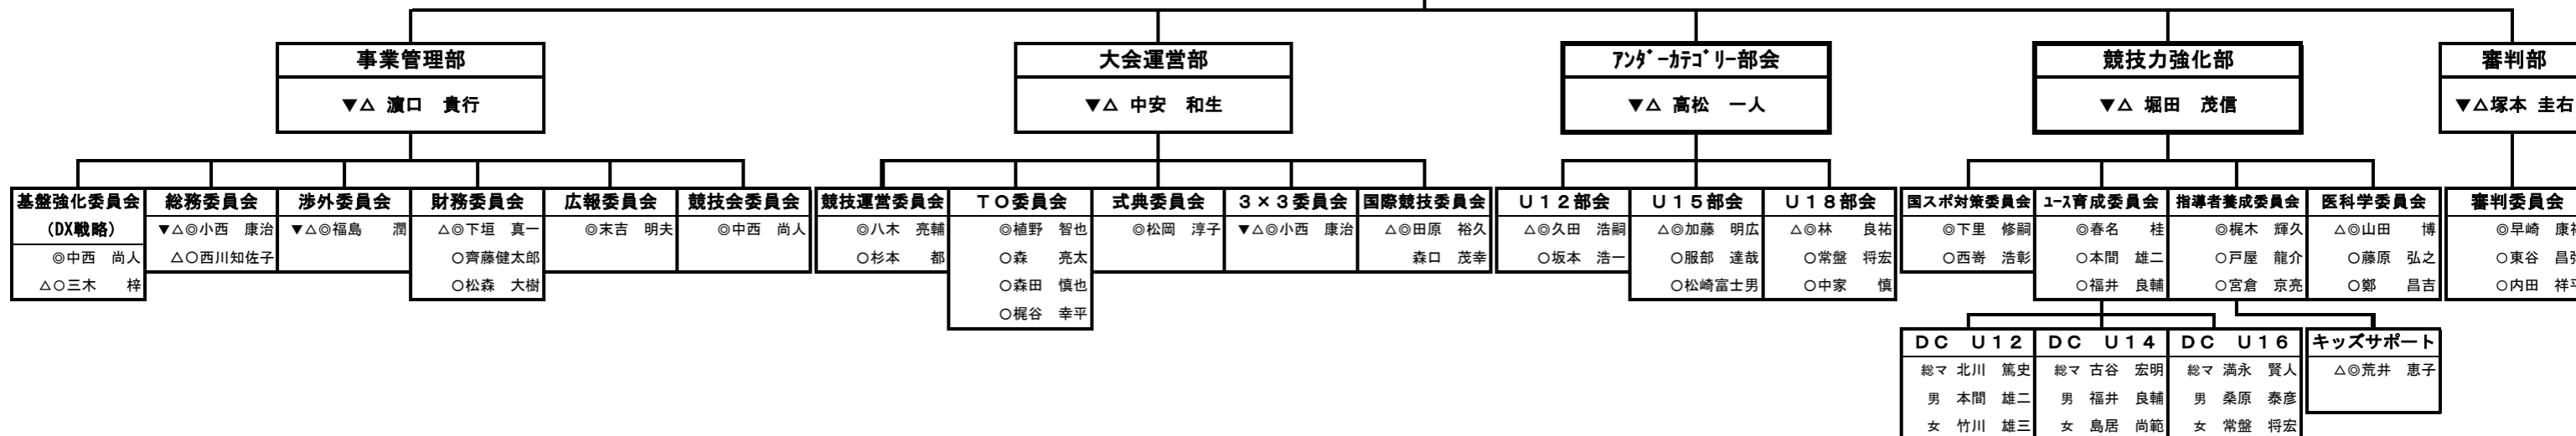 事業管理部
▼△ 濵口　貴行
大会運営部
▼△ 中安　和生
ｱﾝﾀﾞｰｶﾃｺﾞﾘｰ部会
▼△ 高松　一人
競技力強化部
▼△ 堀田　茂信
審判部
▼△塚本 圭右
基盤強化委員会
(DX戦略)
◎中西　尚人
△○三木　梓
総務委員会
▼△◎小西　康治
△○西川知佐子
渉外委員会
▼△◎福島　潤
財務委員会
△◎下垣　真一
○齊藤健太郎
○松森　大樹
広報委員会
◎末吉　明夫
競技会委員会
◎中西　尚人
競技運営委員会
◎八木　亮輔
○杉本　都
ＴＯ委員会
◎植野　智也
○森　亮太
○森田　慎也
○梶谷　幸平
式典委員会
◎松岡　淳子
３×３委員会
▼△◎小西　康治
国際競技委員会
△◎田原　裕久
森口　茂幸
Ｕ１２部会
△◎久田　浩嗣
○坂本　浩一
Ｕ１５部会
△◎加藤　明広
○服部　達哉
○松崎富士男
Ｕ１８部会
△◎林　良祐
○常盤　将宏
○中家　慎
国スポ対策委員会
◎下里　修嗣
○西嵜　浩彰
ﾕｰｽ育成委員会
◎春名　桂
○本間　雄二
○福井　良輔
指導者養成委員会
◎梶木　輝久
○戸屋　龍介
○宮倉　京亮
医科学委員会
△◎山田　博
○藤原　弘之
○鄭　昌吉
審判委員会
◎早崎　康
○東谷　昌
○内田　祥平
ＤＣ　Ｕ１２
総マ 北川　篤史
男　本間　雄二
女　竹川　雄三
ＤＣ　Ｕ１４
総マ 古谷　宏明
男　福井　良輔
女　島居　尚範
ＤＣ　Ｕ１６
総マ 満永　賢人
男　桑原　泰彦
女　常盤　将宏
キッズサポート
△◎荒井　恵子